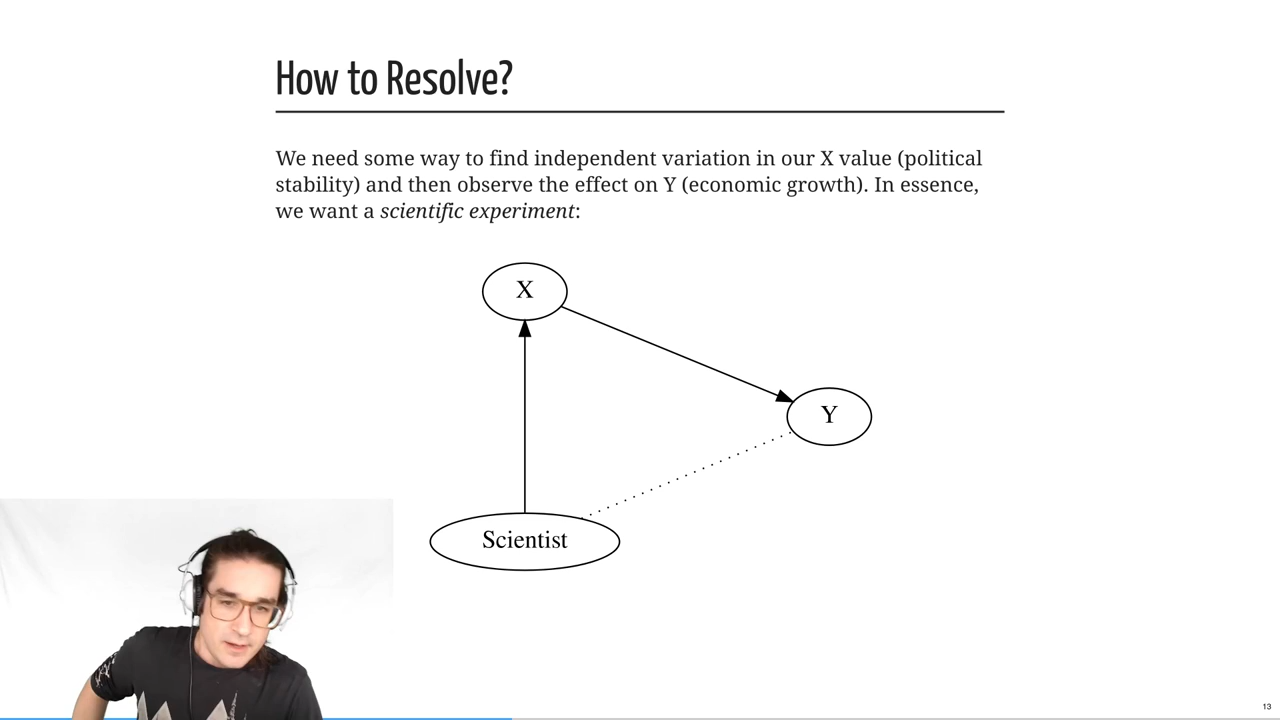 How to Resolve?
We need some way to find independent variation in our X value (political
stability) and then observe the effect on Y (economic growth). In essence,
we want a scientific experiment:
X
Y
Scientist
13